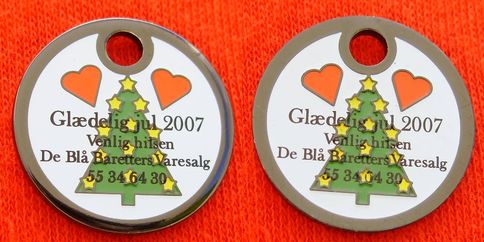 Glædelig jul 2007
Venlig hilsen
De Blå Baretters Varesalg
55 34 64 30
Glædelig jul 2007
Venlig hilsen
De Blå Baretters Varesalg
55 34 64 30